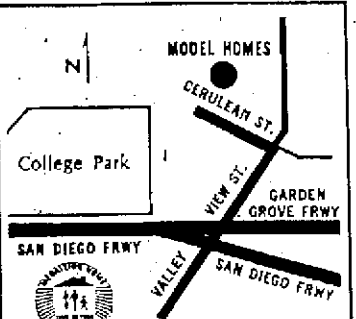 N
MODEL HOMES
CERULEAN ST.
College Park
VALLEY VIEW ST.
GARDEN
GROVE FRWY
SAN DIEGO FRWY
SAN DIEGO FRWY